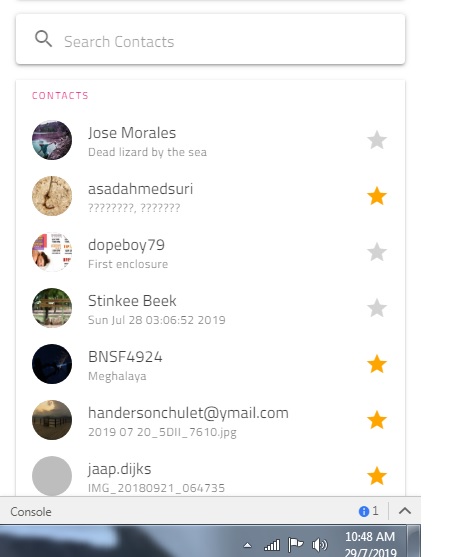 Search Contacts
CONTACTS
Jose Morales
Dead lizard by the sea
asadahmedsuri
????????, ???????
dopeboy79
First enclosure
Stinkee Beek
Sun Jul 28 03:06:52 2019
BNSF4924
Meghalaya
handersonchulet@ymail.com
2019 07 20_5DII_7610.jpg
jaap.dijks
IMG_20180921_064735
Console
1
10:48 AM
29/7/2019